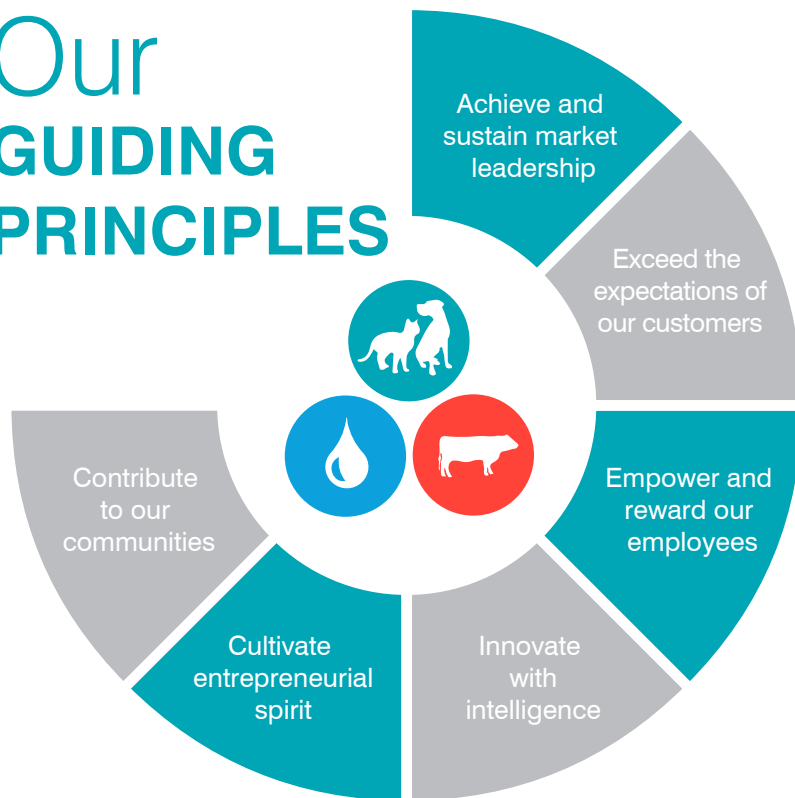 Our
GUIDING
PRINCIPLES
Achieve and
sustain market
leadership
Exceed the
expectations of
our customers
Empower and
reward our
employees
Innovate
with
intelligence
Cultivate
entrepreneurial
spirit
Contribute
to our
communities